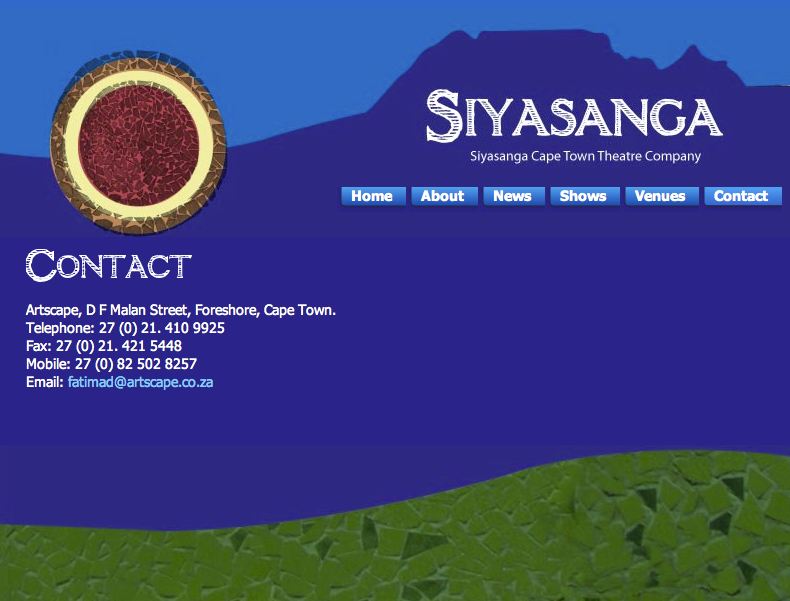 SIYASANGA
Siyasanga Cape Town Theatre Company
Home About News Shows Venues Contact
CONTACT
Artscape, D F Malan Street, Foreshore, Cape Town.
Telephone: 27 (0) 21. 410 9925
Fax: 27 (0) 21. 421 5448
Mobile: 27 (0) 82 502 8257
Email: fatimad@artscape.co.za